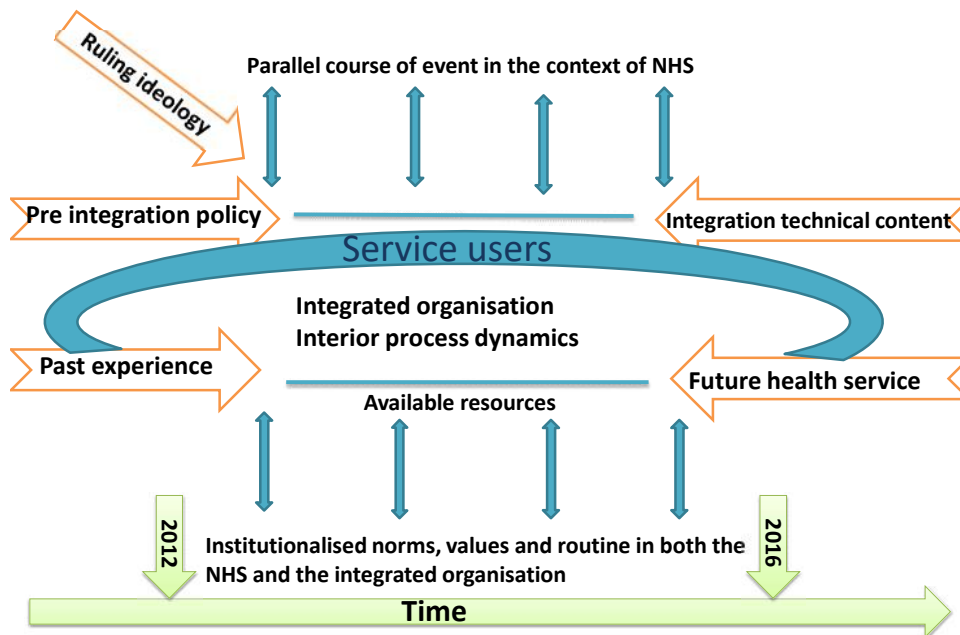 Ruling ideology
Parallel course of event in the context of NHS
Pre integration policy
Integration technical content
Service users
Integrated organisation
Interior process dynamics
Past experience
Future health service
Available resources
2012
2016
Institutionalised norms, values and routine in both the
NHS and the integrated organisation
Time